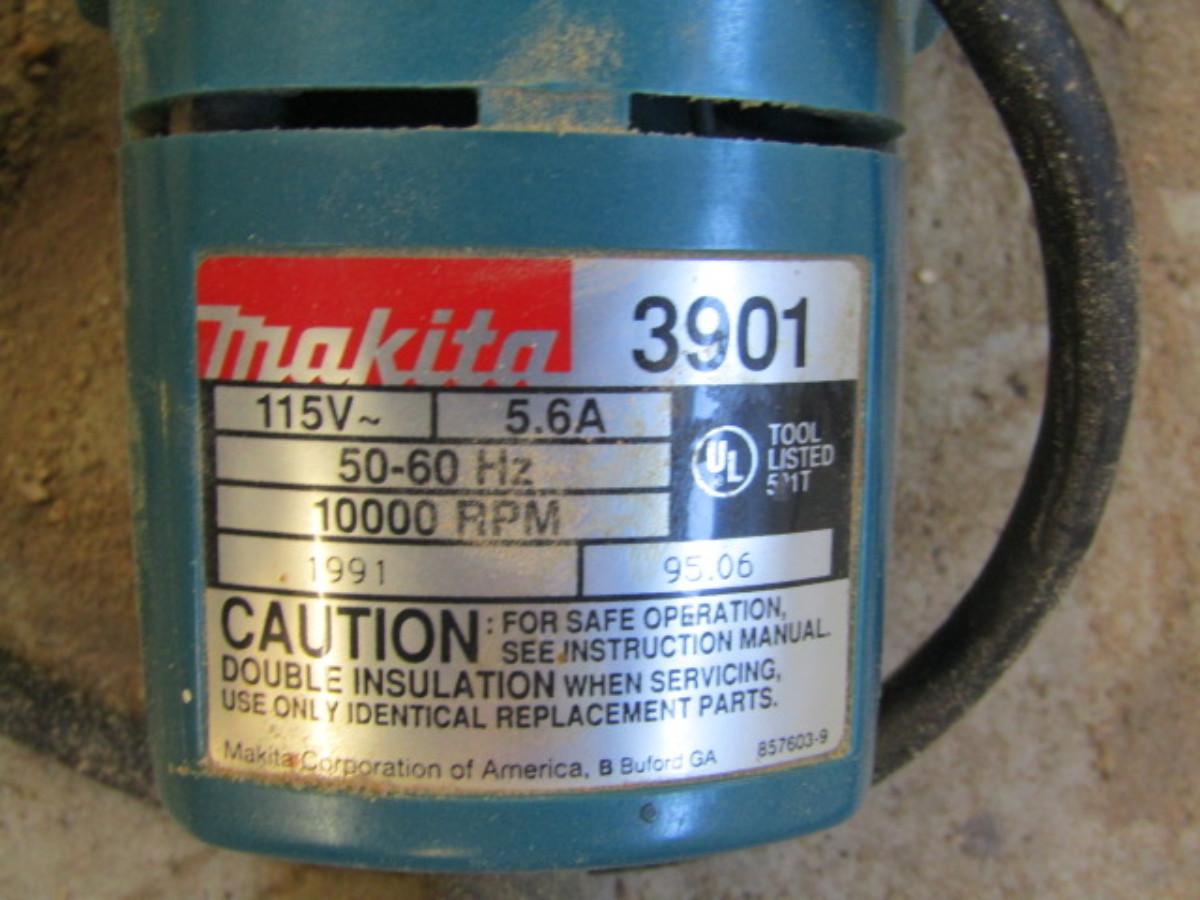 makita 3901
115V~ 5.6A
50-60 Hz
10000 RPM
UL TOOL
LISTED
1991 95.06
CAUTION: FOR SAFE OPERATION,
SEE INSTRUCTION MANUAL.
DOUBLE INSULATION WHEN SERVICING,
USE ONLY IDENTICAL REPLACEMENT PARTS.
Makita Corporation of America, B Buford GA 857603-9